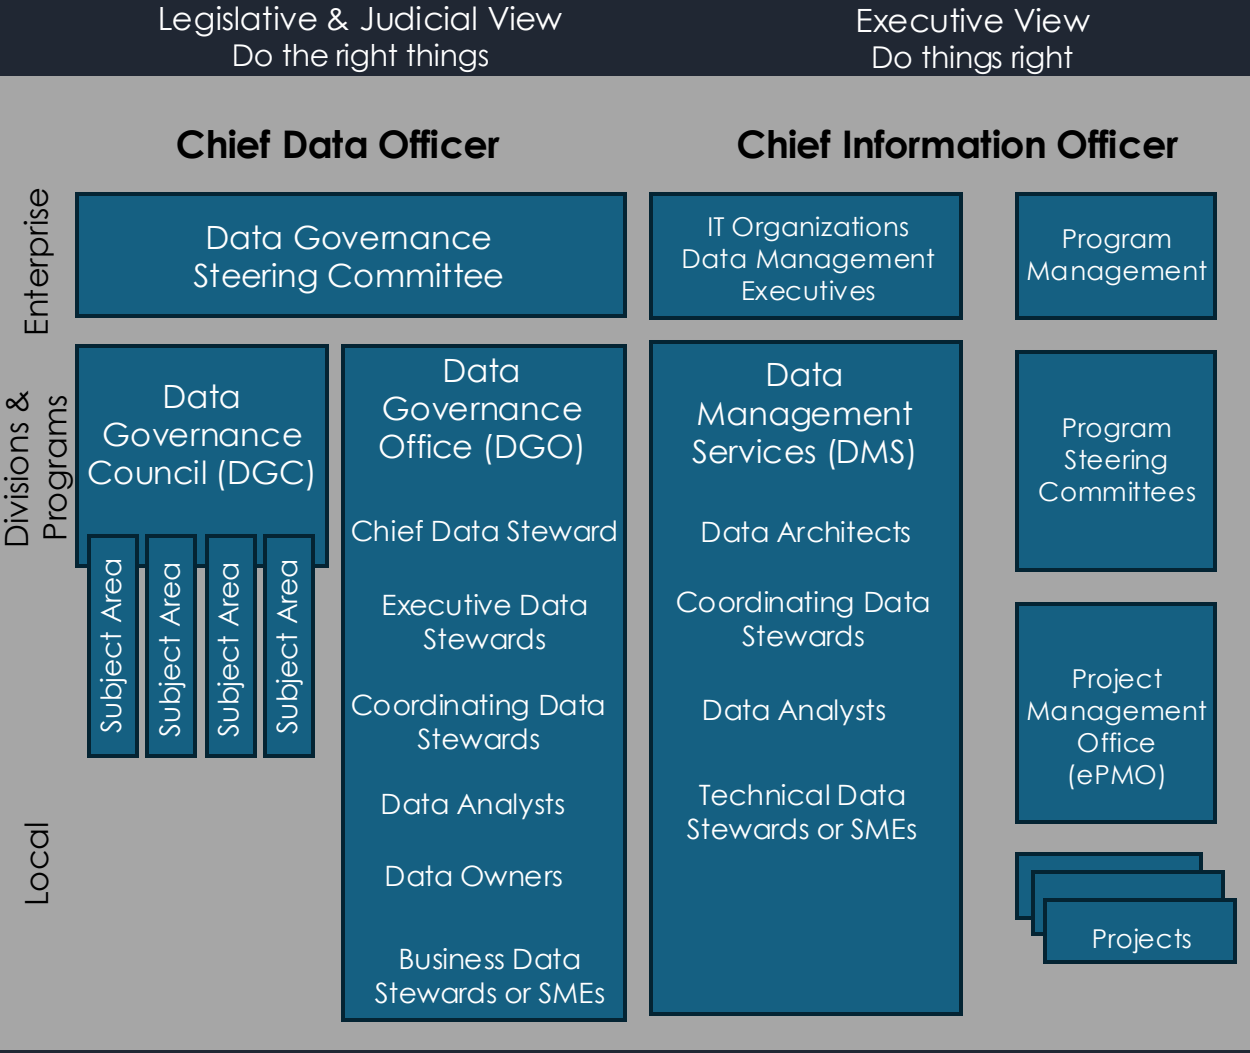 Legislative & Judicial View
Do the right things
Executive View
Do things right
Chief Data Officer
Chief Information Officer
Enterprise
Data Governance
Steering Committee
IT Organizations
Data Management
Executives
Program
Management
Divisions &
Programs
Data
Governance
Council (DGC)
Subject Area
Subject Area
Subject Area
Subject Area
Data
Governance
Office (DGO)
Chief Data Steward
Executive Data
Stewards
Coordinating Data
Stewards
Data Analysts
Data Owners
Business Data
Stewards or SMEs
Data
Management
Services (DMS)
Data Architects
Coordinating Data
Stewards
Data Analysts
Technical Data
Stewards or SMEs
Program
Steering
Committees
Project
Management
Office
(ePMO)
Projects
Local